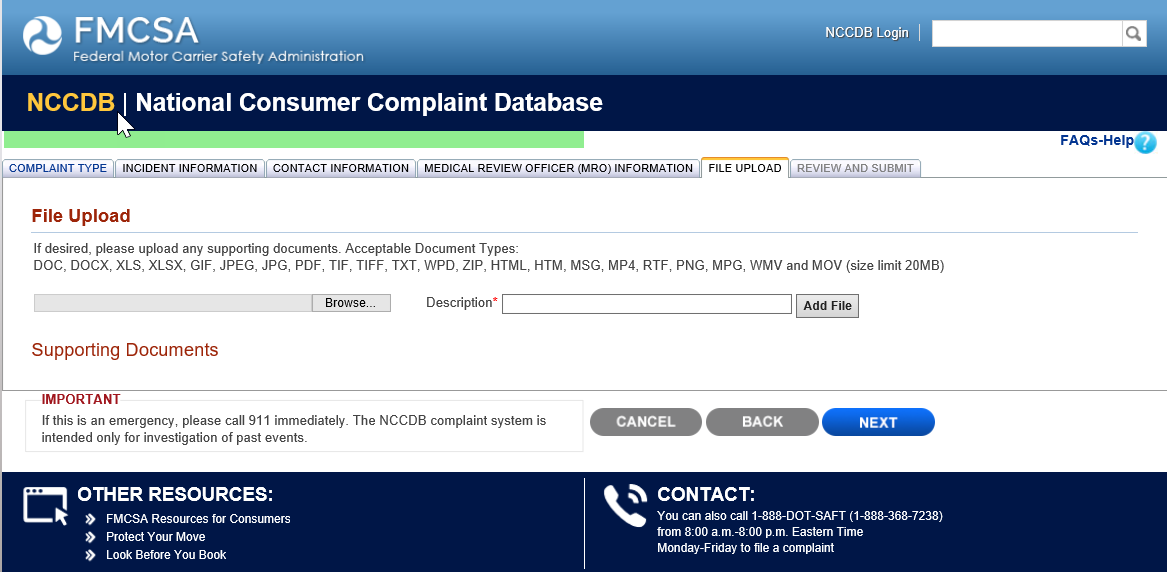 FMCSA
Federal Motor Carrier Safety Administration
NCCDB Login
NCCDB | National Consumer Complaint Database
FAQs-Help ?
COMPLAINT TYPE INCIDENT INFORMATION CONTACT INFORMATION MEDICAL REVIEW OFFICER (MRO) INFORMATION FILE UPLOAD REVIEW AND SUBMIT
File Upload
If desired, please upload any supporting documents. Acceptable Document Types:
DOC, DOCX, XLS, XLSX, GIF, JPEG, JPG, PDF, TIF, TIFF, TXT, WPD, ZIP, HTML, HTM, MSG, MP4, RTF, PNG, MPG, WMV and MOV (size limit 20MB)
Browse... Description* Add File
Supporting Documents
IMPORTANT
If this is an emergency, please call 911 immediately. The NCCDB complaint system is
intended only for investigation of past events.
CANCEL BACK NEXT
OTHER RESOURCES:
FMCSA Resources for Consumers
Protect Your Move
Look Before You Book
CONTACT:
You can also call 1-888-DOT-SAFT (1-888-368-7238)
from 8:00 a.m.-8:00 p.m. Eastern Time
Monday-Friday to file a complaint